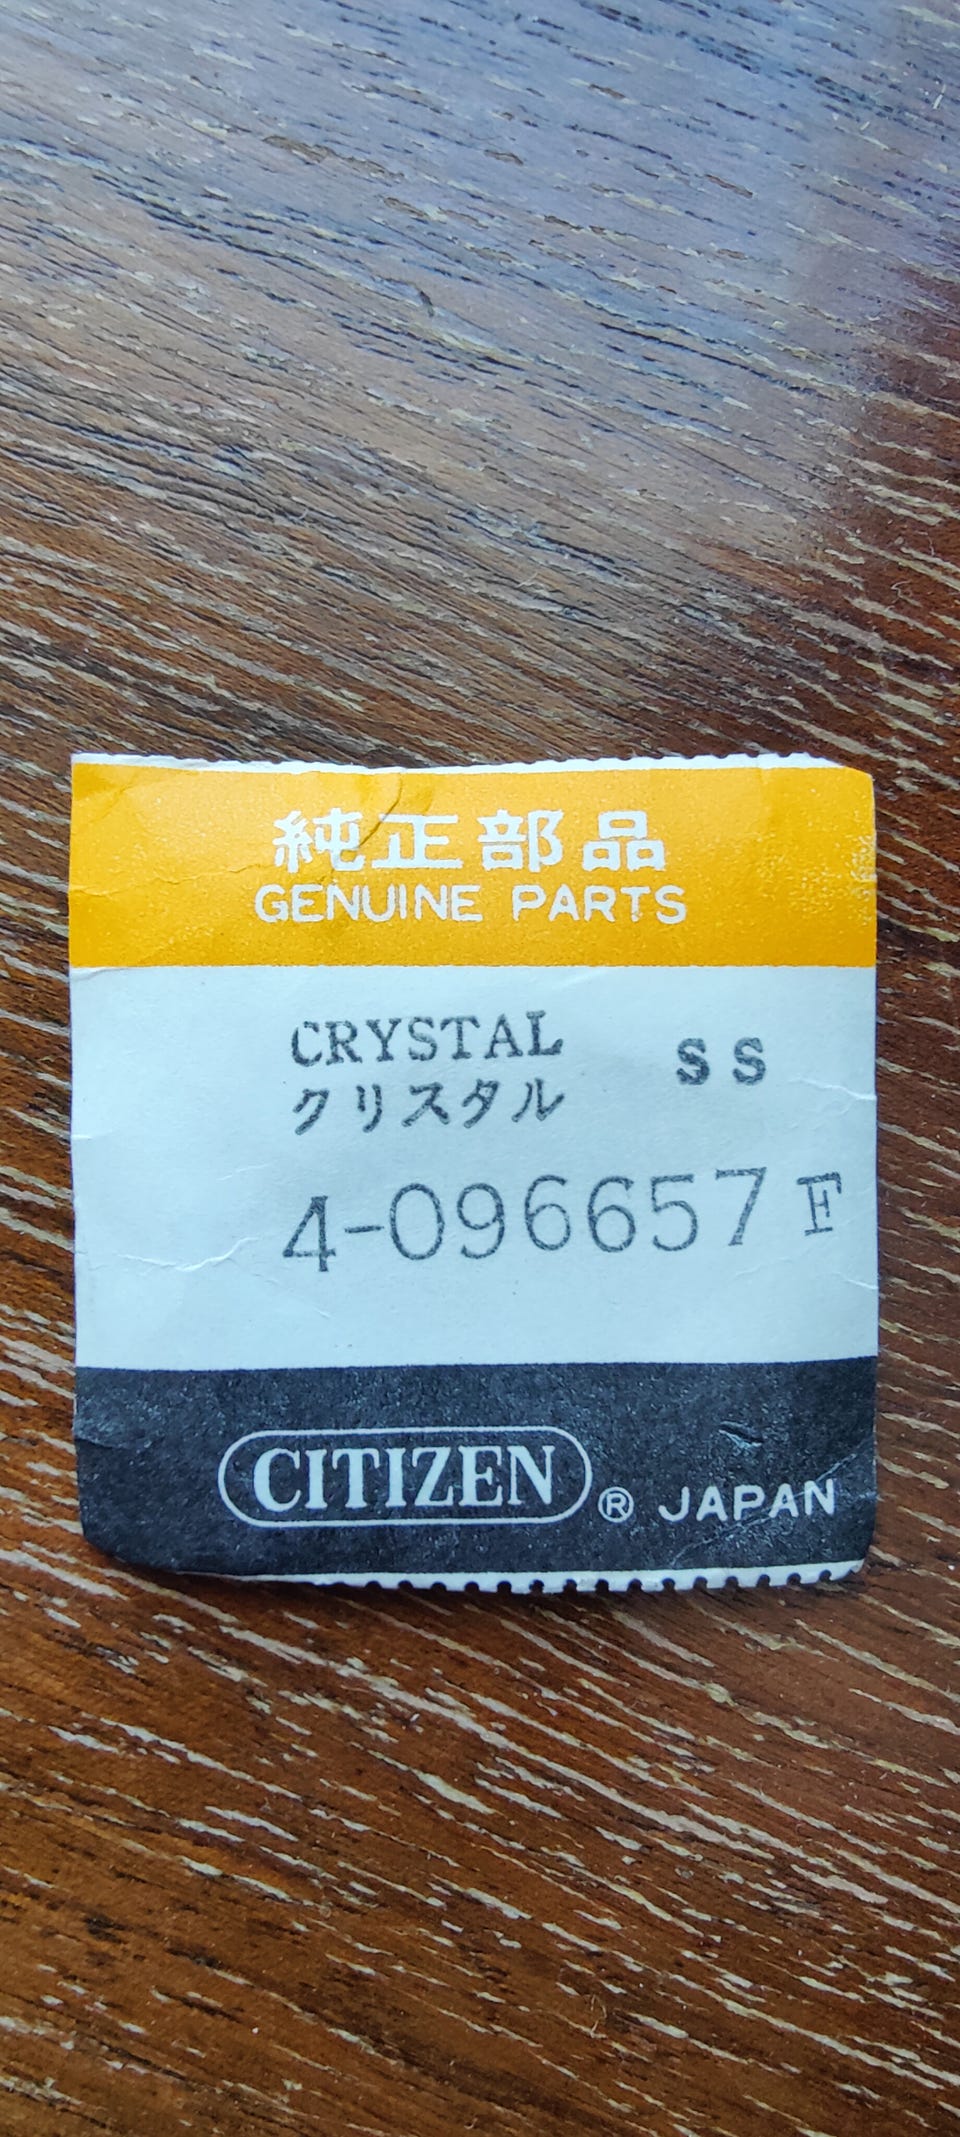 純正部品
GENUINE PARTS
CRYSTAL SS
クリスタル
4-096657 F
CITIZEN ® JAPAN